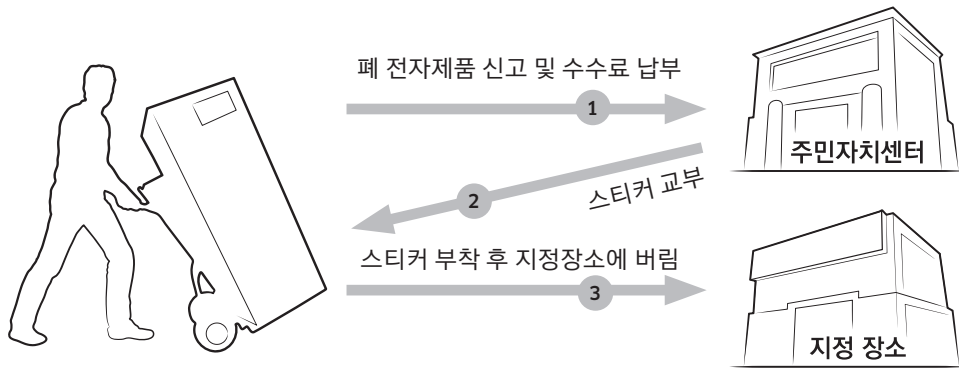 폐 전자제품 신고 및 수수료 납부
1
주민자치센터
2
스티커 교부
스티커 부착 후 지정장소에 버림
3
지정 장소